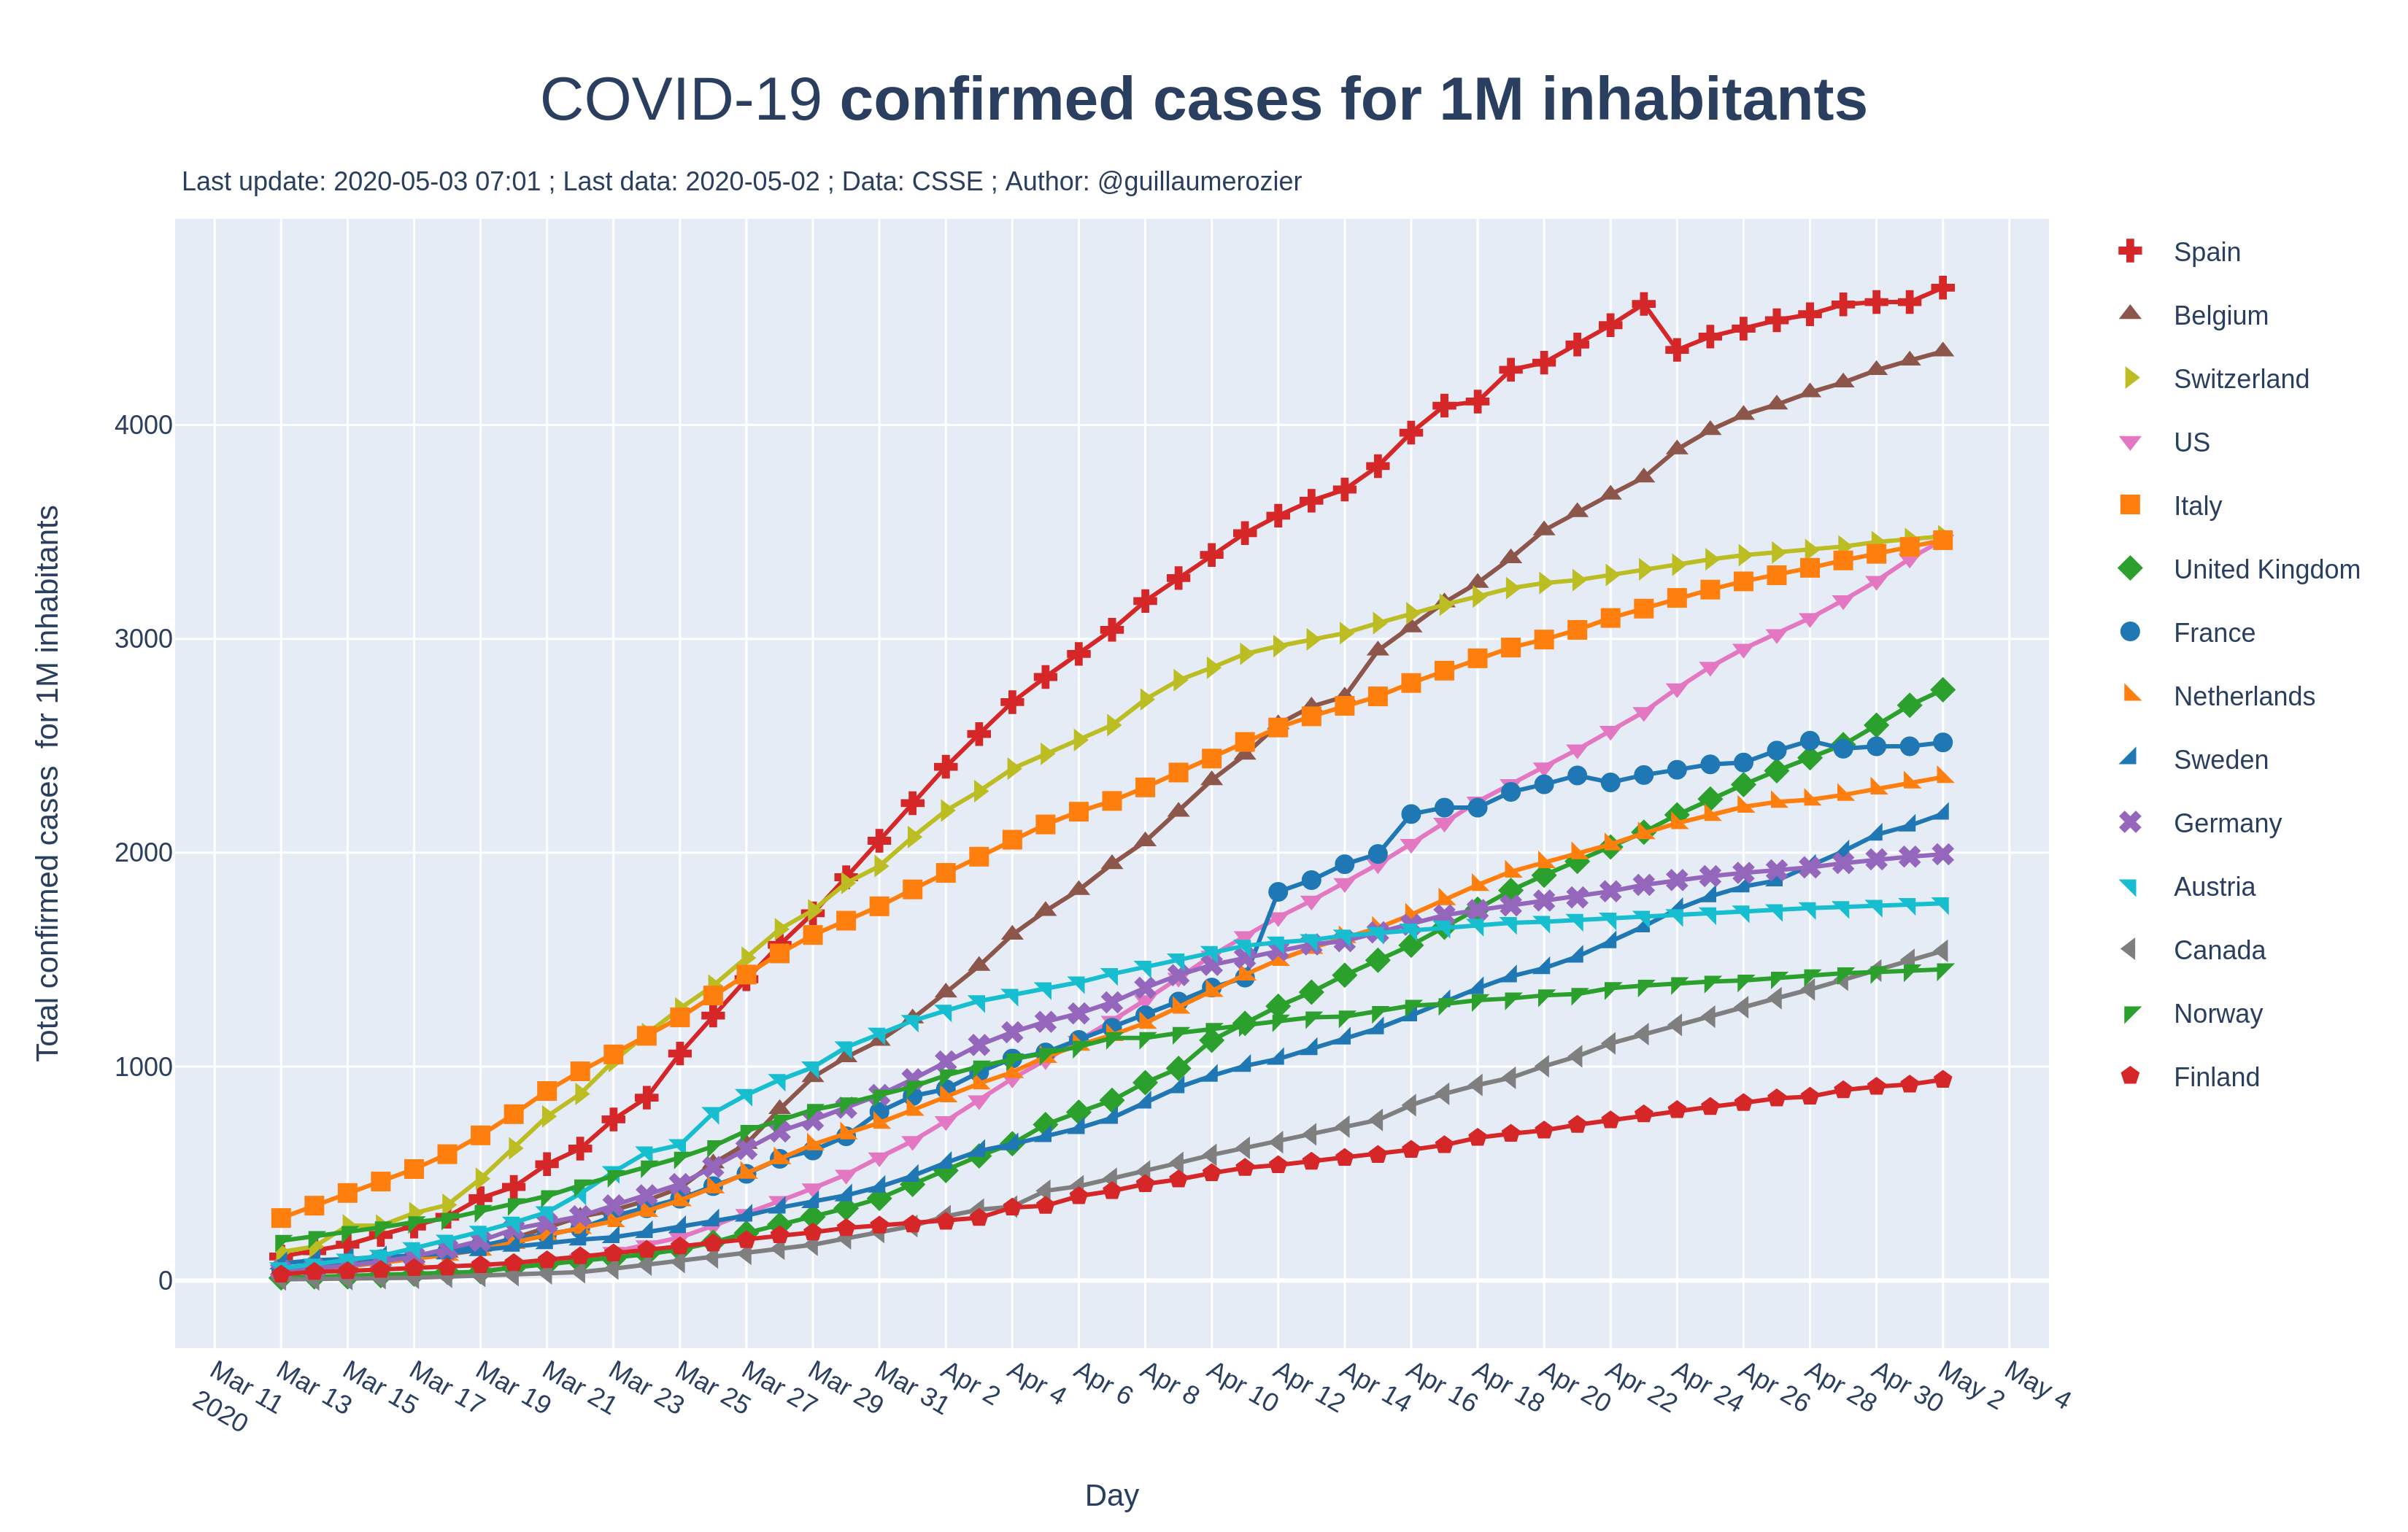 COVID-19 confirmed cases for 1M inhabitants
Last update: 2020-05-03 07:01 ; Last data: 2020-05-02 ; Data: CSSE ; Author: @guillaumerozier
Total confirmed cases for 1M inhabitants
4000
3000
2000
1000
0
Mar 11
2020
Mar 13
Mar 15
Mar 17
Mar 19
Mar 21
Mar 23
Mar 25
Mar 27
Mar 29
Mar 31
Apr 2
Apr 4
Apr 6
Apr 8
Apr 10
Apr 12
Apr 14
Apr 16
Apr 18
Apr 20
Apr 22
Apr 24
Apr 26
Apr 28
Apr 30
May 2
May 4
Day
Spain
Belgium
Switzerland
US
Italy
United Kingdom
France
Netherlands
Sweden
Germany
Austria
Canada
Norway
Finland